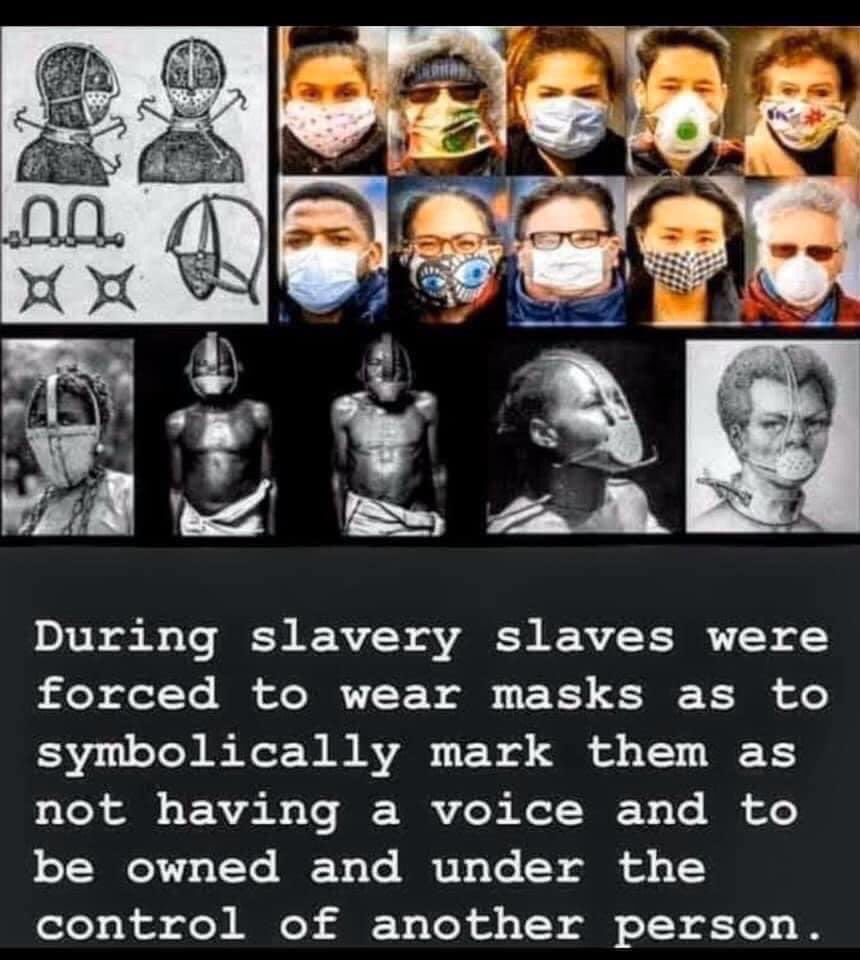 During slavery slaves were
forced to wear masks as to
symbolically mark them as
not having a voice and to
be owned and under the
control of another person.